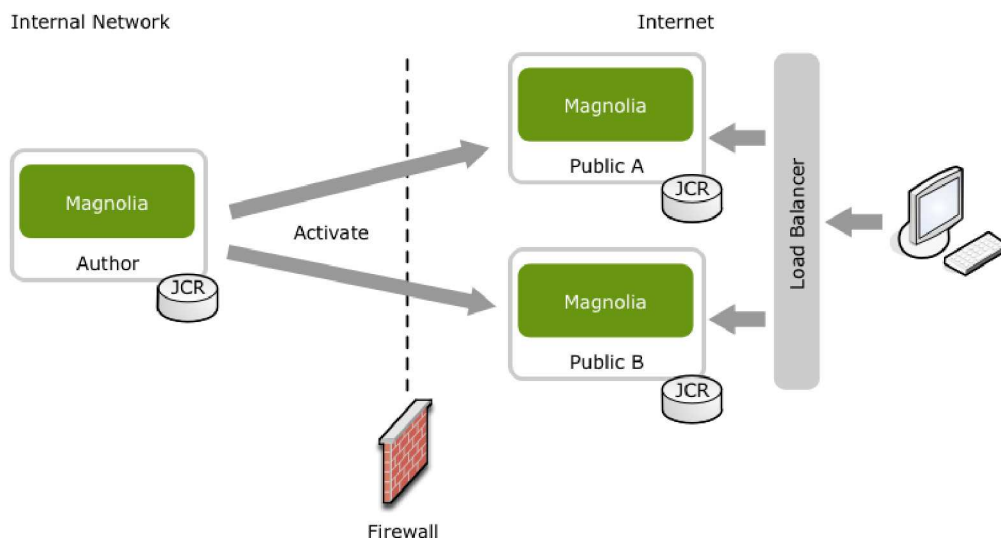 Internal Network
Internet
Magnolia
Public A
JCR
Magnolia
Author
JCR
Activate
Magnolia
Public B
JCR
Load Balancer
Firewall